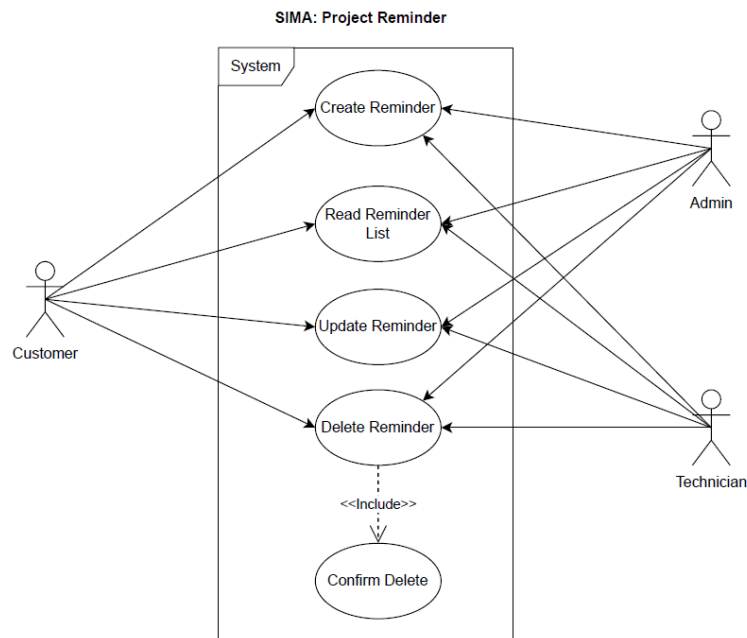 SIMA: Project Reminder
System
Create Reminder
Admin
Read Reminder
List
Customer
Update Reminder
Delete Reminder
Technician
<<Include>>
Confirm Delete